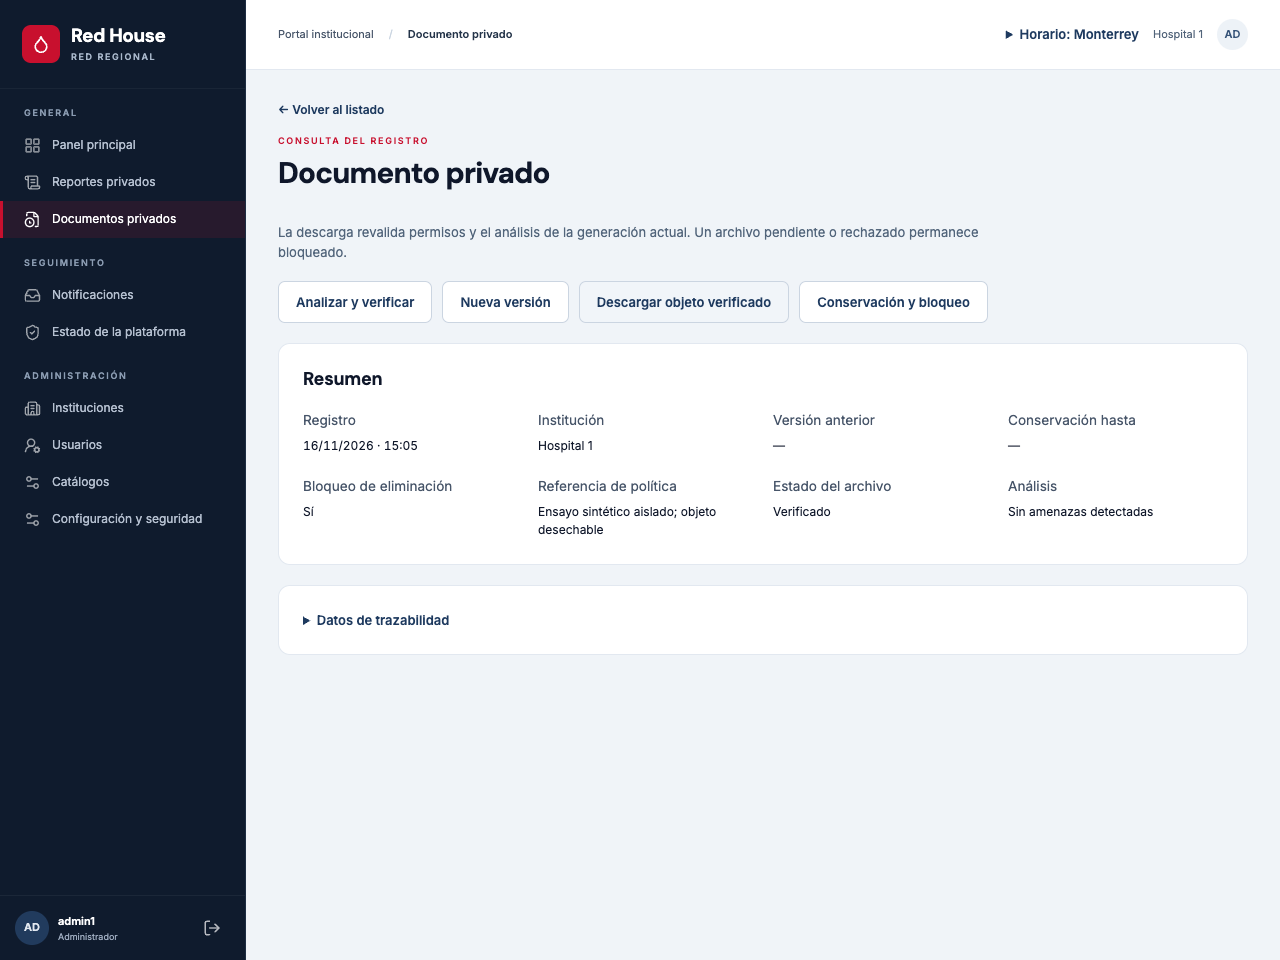 Red House
RED REGIONAL
GENERAL
Panel principal
Reportes privados
Documentos privados
SEGUIMIENTO
Notificaciones
Estado de la plataforma
ADMINISTRACIÓN
Instituciones
Usuarios
Catálogos
Configuración y seguridad
AD
admin1
Administrador
Portal institucional / Documento privado
▶ Horario: Monterrey
Hospital 1
AD
← Volver al listado
CONSULTA DEL REGISTRO
Documento privado
La descarga revalida permisos y el análisis de la generación actual. Un archivo pendiente o rechazado permanece
bloqueado.
Analizar y verificar
Nueva versión
Descargar objeto verificado
Conservación y bloqueo
Resumen
Registro
16/11/2026 · 15:05
Institución
Hospital 1
Versión anterior
—
Conservación hasta
—
Bloqueo de eliminación
Sí
Referencia de política
Ensayo sintético aislado; objeto
desechable
Estado del archivo
Verificado
Análisis
Sin amenazas detectadas
▶ Datos de trazabilidad